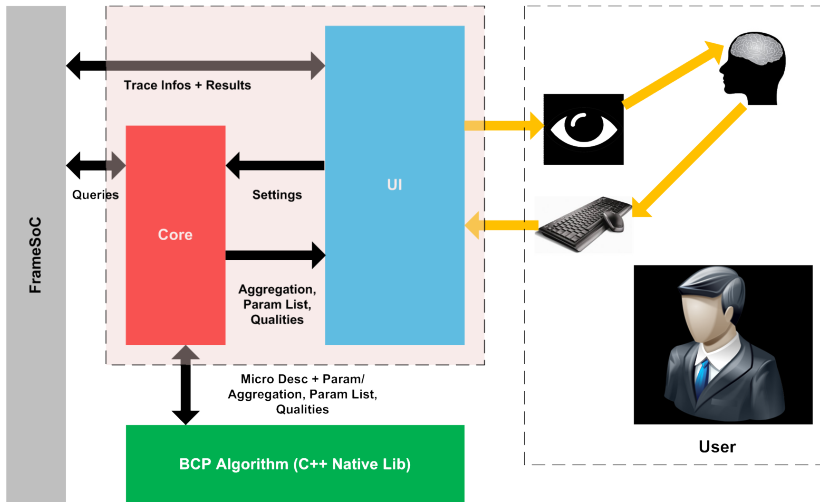 FrameSoC
Trace Infos + Results
Queries
Settings
UI
Core
Aggregation,
Param List,
Qualities
Micro Desc + Param/
Aggregation, Param List,
Qualities
BCP Algorithm (C++ Native Lib)
User